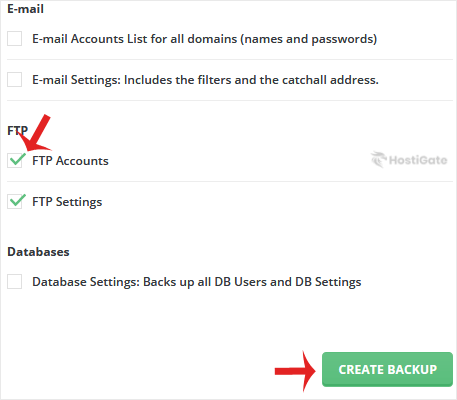 E-mail
E-mail Accounts List for all domains (names and passwords)
E-mail Settings: Includes the filters and the catchall address.
FTP
FTP Accounts
HostiGate
FTP Settings
Databases
Database Settings: Backs up all DB Users and DB Settings
CREATE BACKUP